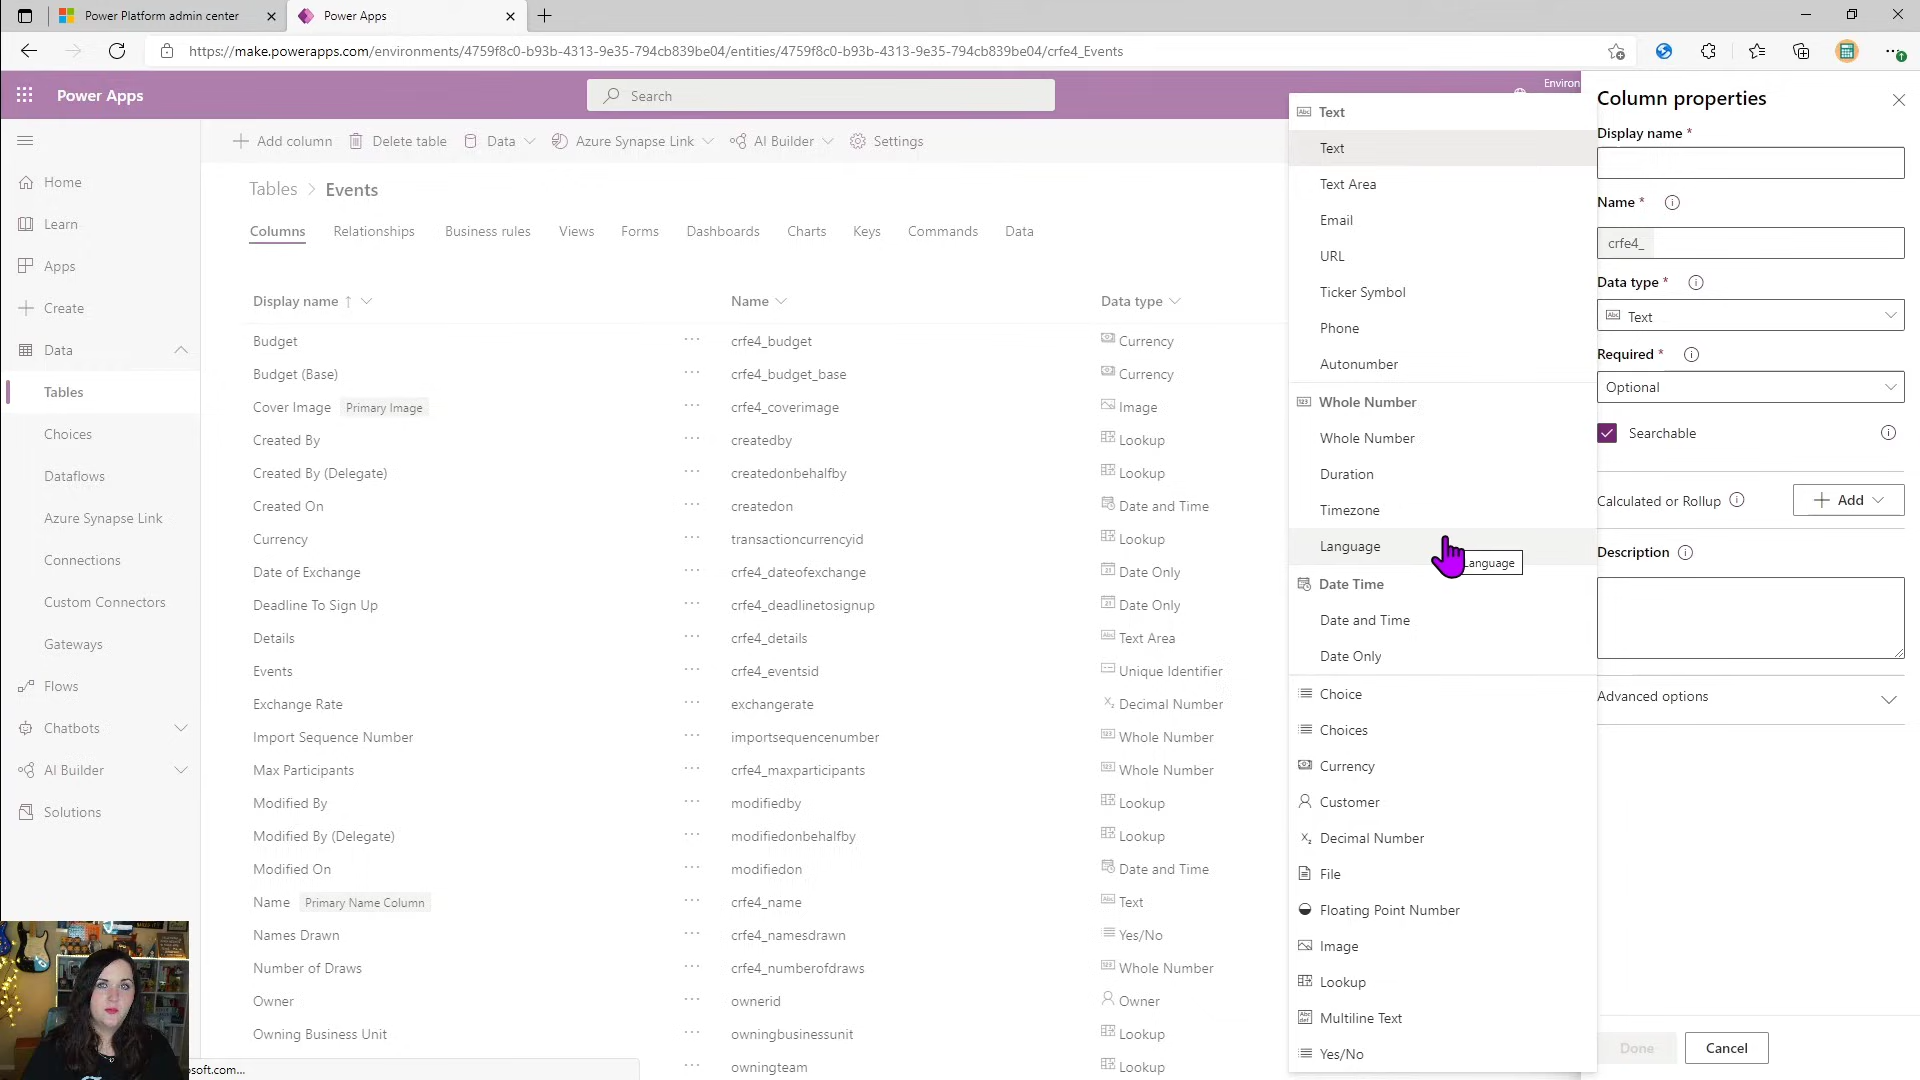 Power Platform admin center
Power Apps
https://make.powerapps.com/environments/4759f8c0-b93b-4313-9e35-794cb839be04/entities/4759f8c0-b93b-4313-9e35-794cb839be04/crfe4_Events
Power Apps
Search
Environ
Add column
Delete table
Data
Azure Synapse Link
AI Builder
Settings
Home
Learn
Apps
Create
Data
Tables
Choices
Dataflows
Azure Synapse Link
Connections
Custom Connectors
Gateways
Flows
Chatbots
AI Builder
Solutions
Tables > Events
Columns Relationships Business rules Views Forms Dashboards Charts Keys Commands Data
Display name ↑ Name Data type
Budget ... crfe4_budget Currency
Budget (Base) ... crfe4_budget_base Currency
Cover Image Primary Image ... crfe4_coverimage Image
Created By ... createdby Lookup
Created By (Delegate) ... createdonbehalfby Lookup
Created On ... createdon Date and Time
Currency ... transactioncurrencyid Lookup
Date of Exchange ... crfe4_dateofexchange Date Only
Deadline To Sign Up ... crfe4_deadlinetosignup Date Only
Details ... crfe4_details Text Area
Events ... crfe4_eventsid Unique Identifier
Exchange Rate ... exchangerate Decimal Number
Import Sequence Number ... importsequencenumber Whole Number
Max Participants ... crfe4_maxparticipants Whole Number
Modified By ... modifiedby Lookup
Modified By (Delegate) ... modifiedonbehalfby Lookup
Modified On ... modifiedon Date and Time
Name Primary Name Column ... crfe4_name Text
Names Drawn ... crfe4_namesdrawn Yes/No
Number of Draws ... crfe4_numberofdraws Whole Number
Owner ... ownerid Owner
Owning Business Unit ... owningbusinessunit Lookup
... owningteam Lookup
osoft.com...
Text
Text
Text Area
Email
URL
Ticker Symbol
Phone
Autonumber
Whole Number
Whole Number
Duration
Timezone
Language
Language
Date Time
Date and Time
Date Only
Choice
Choices
Currency
Customer
Decimal Number
File
Floating Point Number
Image
Lookup
Multiline Text
Yes/No
Column properties
Display name *
Name *
crfe4_
Data type *
Text
Required *
Optional
Searchable
Calculated or Rollup
Add
Description
Advanced options
Done
Cancel